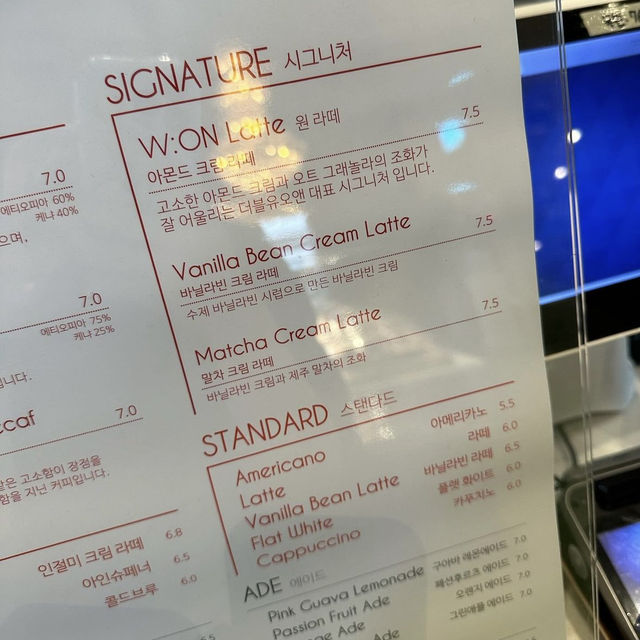 7.0
에티오피아 60%
케냐 40%
으며,
7.0
에티오피아 75%
케냐 25%
니다.
caf 7.0
고소함이 정점을
함을 지닌 커피입니다.
인절미 크림 라떼 6.8
아인슈페너 6.5
콜드브루 6.0
6.5
SIGNATURE 시그니처
W:ON Latte 원 라떼 7.5
아몬드 크림 라떼
고소한 아몬드 크림과 오트 그래놀라의 조화가
잘 어울리는 더블유오앤 대표 시그니처 입니다.
Vanilla Bean Cream Latte 7.5
바닐라빈 크림 라떼
수제 바닐라빈 시럽으로 만든 바닐라빈 크림
Matcha Cream Latte 7.5
말차 크림 라떼
바닐라빈 크림과 제주 말차의 조화
STANDARD 스탠다드
Americano 아메리카노 5.5
Latte 라떼 6.0
Vanilla Bean Latte 바닐라빈 라떼 6.5
Flat White 플랫 화이트 6.0
Cappuccino 카푸치노 6.0
ADE 에이드
Pink Guava Lemonade 구아바 레몬에이드 7.0
Passion Fruit Ade 패션후르츠 에이드 7.0
Ade 오렌지 에이드 7.0
Ade 그린애플 에이드 7.0